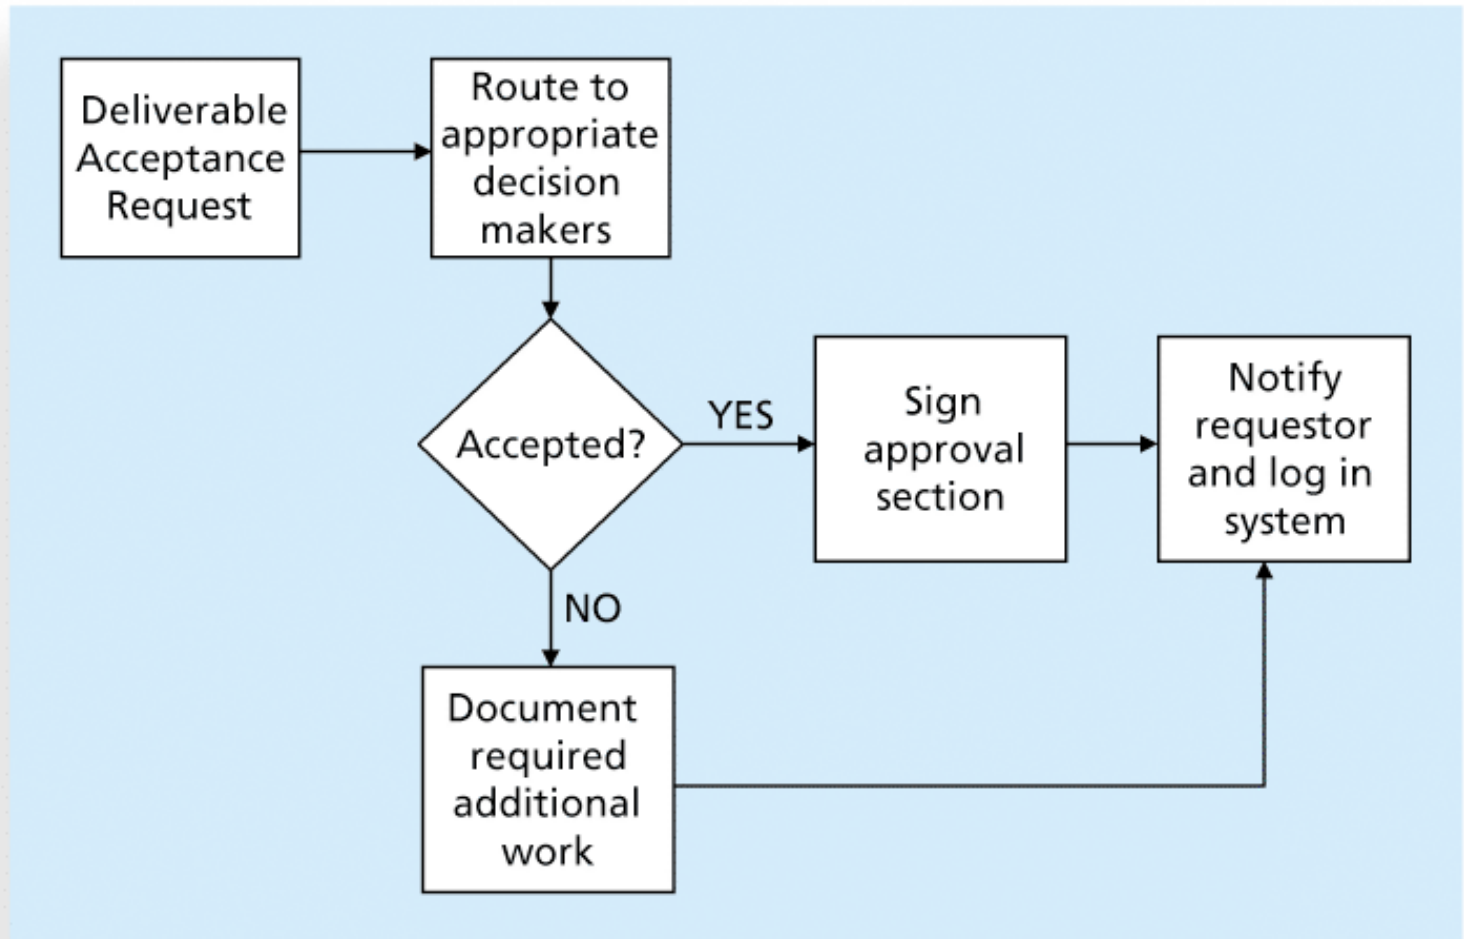 Deliverable
Acceptance
Request
Route to
appropriate
decision
makers
Accepted?
YES
Sign
approval
section
Notify
requestor
and log in
system
NO
Document
required
additional
work